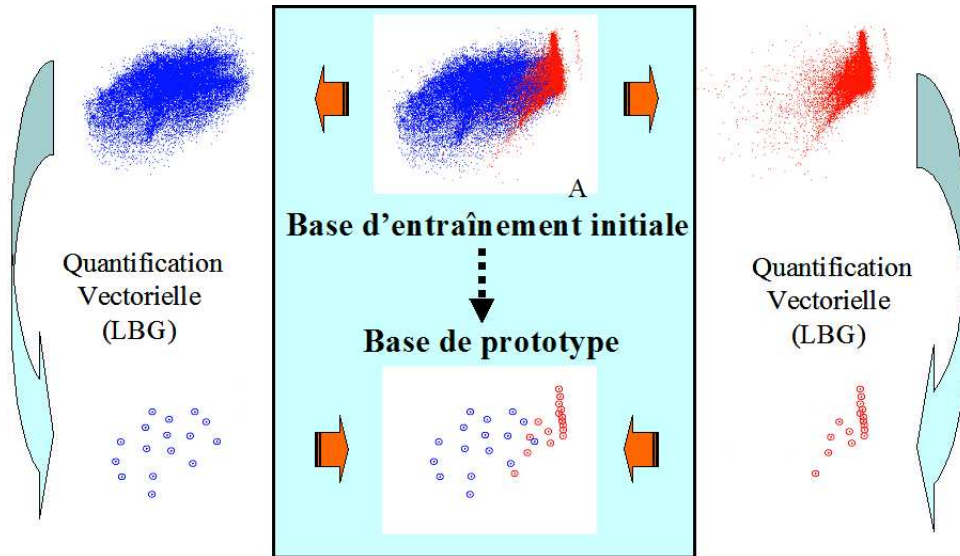 A
Base d'entraînement initiale
Quantification
Vectorielle
(LBG)
Quantification
Vectorielle
(LBG)
Base de prototype